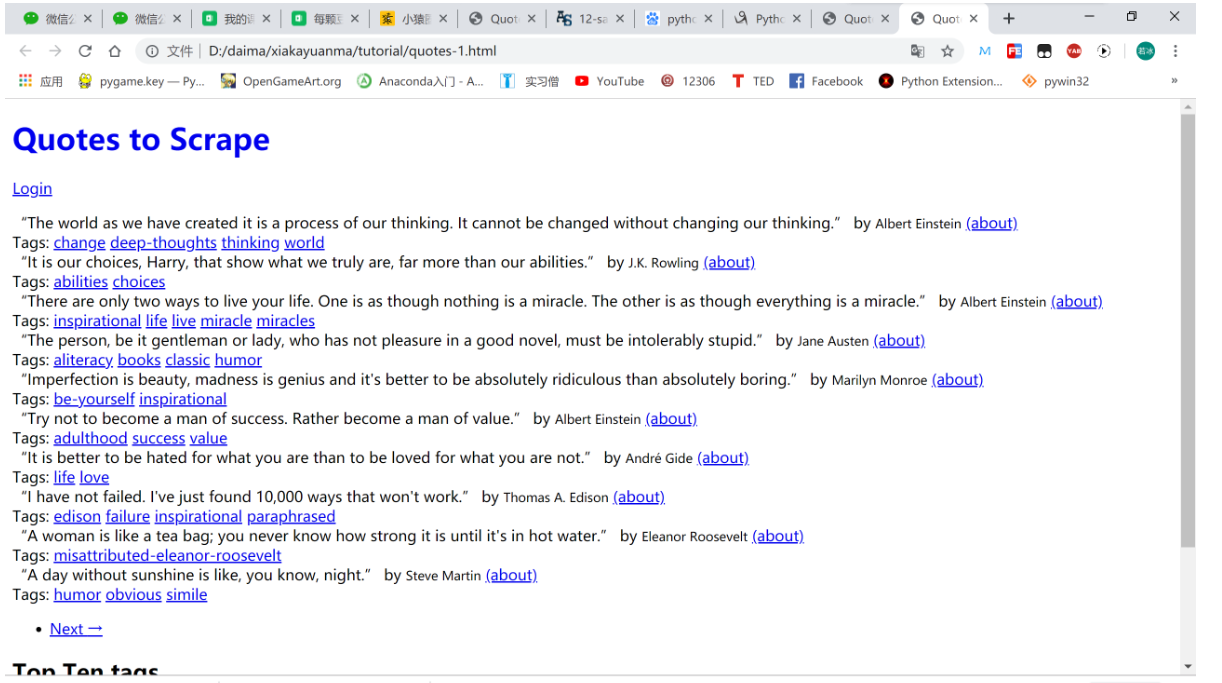 微信 微信 我的 每颗 小猿 Quot 12-sa pytho Pytho Quot Quot
文件 D:/daima/xiakayuanma/tutorial/quotes-1.html
应用 pygame.key — Py... OpenGameArt.org Anaconda入门 - A... 实习僧 YouTube 12306 TED Facebook Python Extension... pywin32 »
Quotes to Scrape
Login
“The world as we have created it is a process of our thinking. It cannot be changed without changing our thinking.” by Albert Einstein (about)
Tags: change deep-thoughts thinking world
“It is our choices, Harry, that show what we truly are, far more than our abilities.” by J.K. Rowling (about)
Tags: abilities choices
“There are only two ways to live your life. One is as though nothing is a miracle. The other is as though everything is a miracle.” by Albert Einstein (about)
Tags: inspirational life live miracle miracles
“The person, be it gentleman or lady, who has not pleasure in a good novel, must be intolerably stupid.” by Jane Austen (about)
Tags: aliteracy books classic humor
“Imperfection is beauty, madness is genius and it's better to be absolutely ridiculous than absolutely boring.” by Marilyn Monroe (about)
Tags: be-yourself inspirational
“Try not to become a man of success. Rather become a man of value.” by Albert Einstein (about)
Tags: adulthood success value
“It is better to be hated for what you are than to be loved for what you are not.” by André Gide (about)
Tags: life love
“I have not failed. I've just found 10,000 ways that won't work.” by Thomas A. Edison (about)
Tags: edison failure inspirational paraphrased
“A woman is like a tea bag; you never know how strong it is until it's in hot water.” by Eleanor Roosevelt (about)
Tags: misattributed-eleanor-roosevelt
“A day without sunshine is like, you know, night.” by Steve Martin (about)
Tags: humor obvious simile
• Next →
Top Ten tags